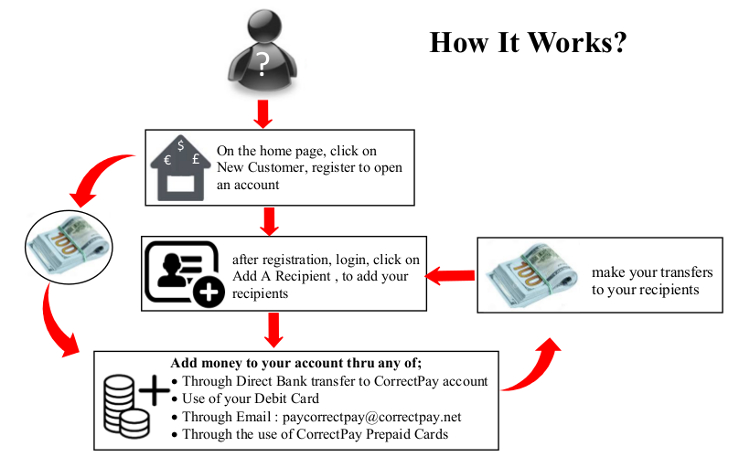 How It Works?
?
$
€ £
On the home page, click on
New Customer, register to open
an account
100
after registration, login, click on
Add A Recipient , to add your
recipients
100
make your transfers
to your recipients
Add money to your account thru any of;
• Through Direct Bank transfer to CorrectPay account
• Use of your Debit Card
• Through Email : paycorrectpay@correctpay.net
• Through the use of CorrectPay Prepaid Cards